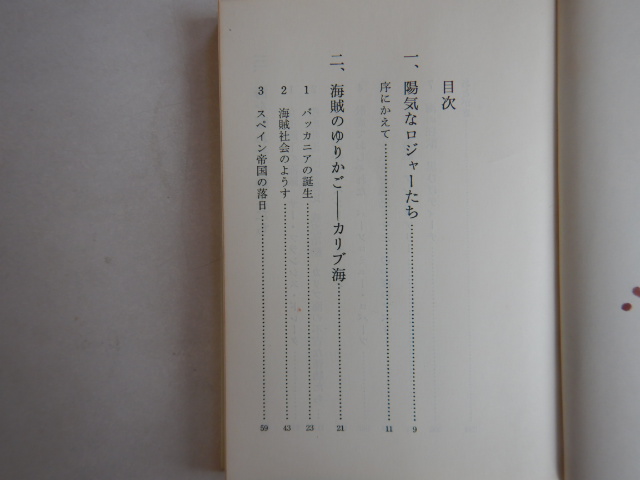 目次
一、陽気なロジャーたち……………………9
序にかえて……………………11
二、海賊のゆりかご――カリブ海……………………21
1 バッカニアの誕生……………………23
2 海賊社会のようす……………………43
3 スペイン帝国の落日……………………59